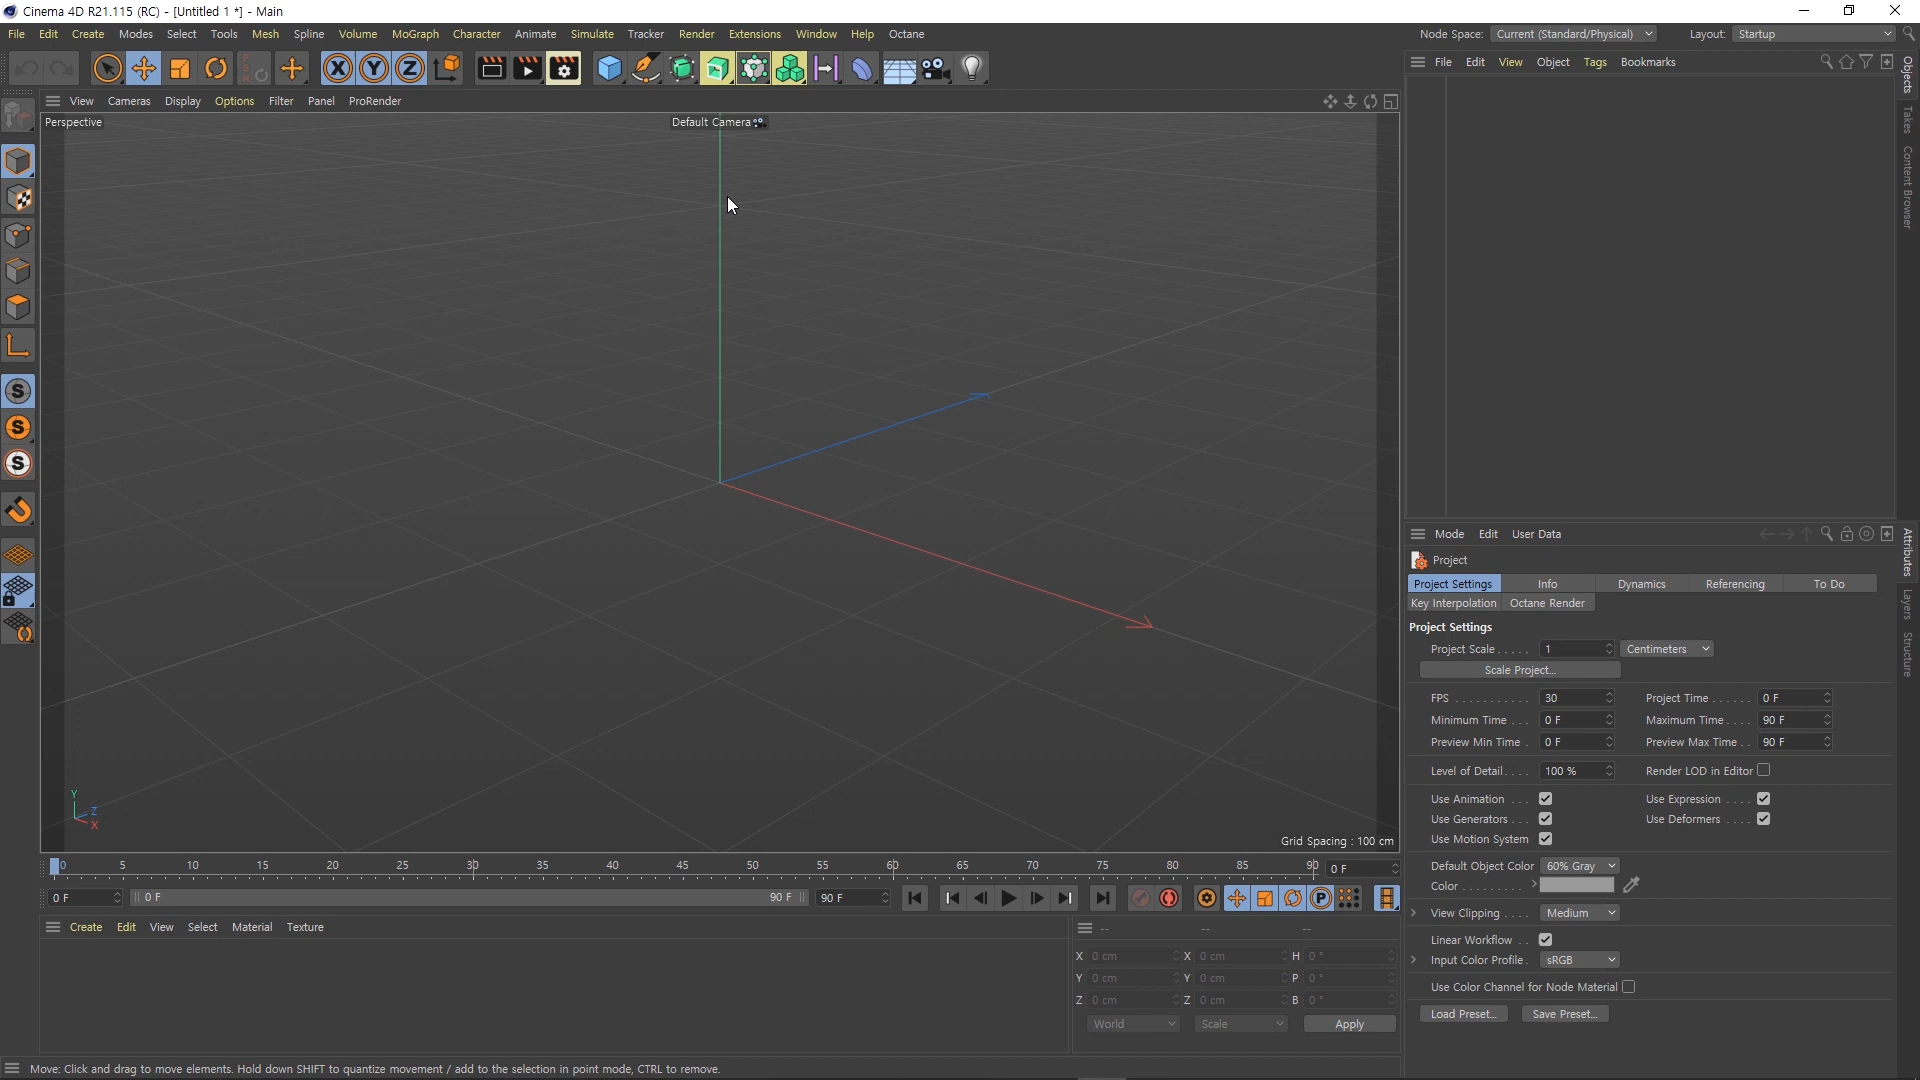 Cinema 4D R21.115 (RC) - [Untitled 1 *] - Main
File Edit Create Modes Select Tools Mesh Spline Volume MoGraph Character Animate Simulate Tracker Render Extensions Window Help Octane
Node Space: Current (Standard/Physical) Layout: Startup
P S R X Y Z
File Edit View Object Tags Bookmarks
View Cameras Display Options Filter Panel ProRender
Perspective
Default Camera
Objects
Takes
Content Browser
S
S
S
Y
Z
X
Grid Spacing : 100 cm
Mode Edit User Data
Project
Project Settings Info Dynamics Referencing To Do
Key Interpolation Octane Render
Project Settings
Project Scale . . . . . 1 Centimeters
Scale Project...
FPS . . . . . . . . . . . 30 Project Time . . . . . . 0 F
Minimum Time . . . 0 F Maximum Time . . . . 90 F
Preview Min Time . 0 F Preview Max Time . . 90 F
Level of Detail . . . . 100 % Render LOD in Editor
Use Animation . . . Use Expression . . . .
Use Generators . . . Use Deformers . . . .
Use Motion System
Default Object Color 60% Gray
Color . . . . . . . . .
View Clipping . . . . Medium
Linear Workflow . .
Input Color Profile . sRGB
Use Color Channel for Node Material
Load Preset... Save Preset...
Attributes
Layers
Structure
0 5 10 15 20 25 30 35 40 45 50 55 60 65 70 75 80 85 90 0 F
0 F 0 F 90 F 90 F P
Create Edit View Select Material Texture
-- -- --
X 0 cm X 0 cm H 0 °
Y 0 cm Y 0 cm P 0 °
Z 0 cm Z 0 cm B 0 °
World Scale Apply
Move: Click and drag to move elements. Hold down SHIFT to quantize movement / add to the selection in point mode, CTRL to remove.